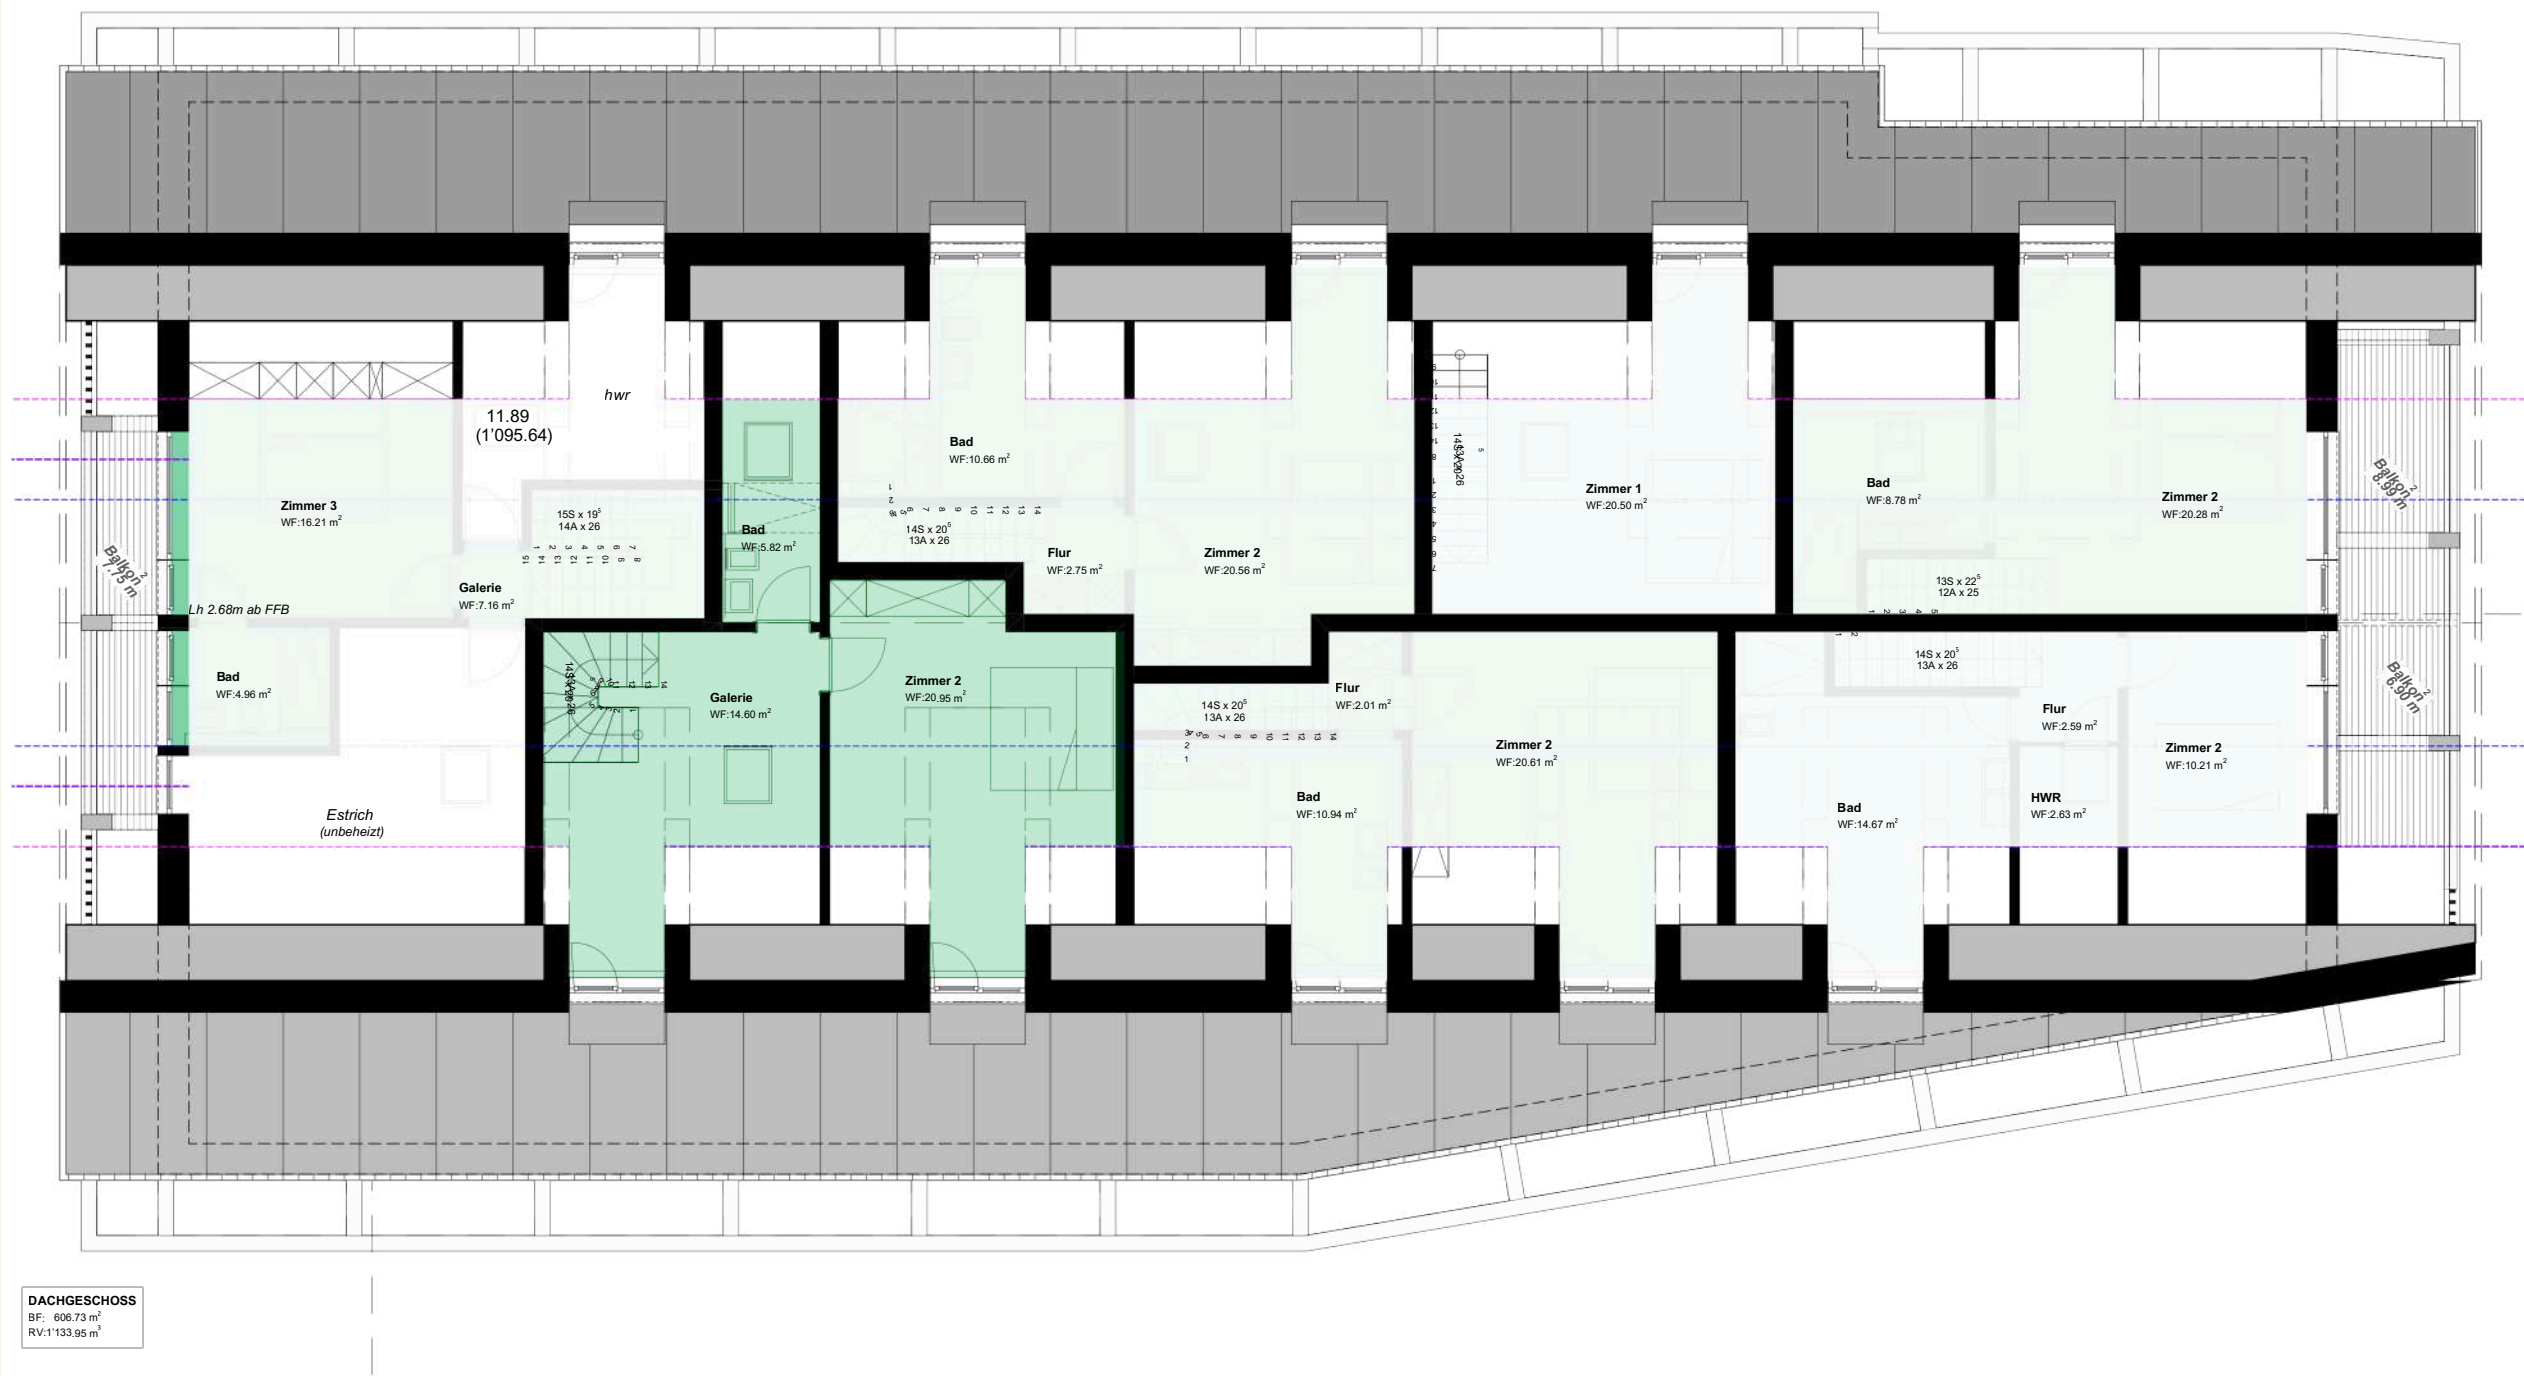 hwr
11.89
(1'095.64)
Zimmer 3
WF:16.21 m²
15S x 19⁵
14A x 26
Galerie
WF:7.16 m²
Balkon
7.75 m²
Lh 2.68m ab FFB
Bad
WF:4.96 m²
Estrich
(unbeheizt)
Bad
WF:5.82 m²
Galerie
WF:14.60 m²
Zimmer 2
WF:20.95 m²
Bad
WF:10.66 m²
14S x 20⁵
13A x 26
Flur
WF:2.75 m²
Zimmer 2
WF:20.56 m²
Zimmer 1
WF:20.50 m²
Bad
WF:8.78 m²
13S x 22⁵
12A x 25
Zimmer 2
WF:20.28 m²
Balkon
8.99 m²
14S x 20⁵
13A x 26
Flur
WF:2.01 m²
Bad
WF:10.94 m²
Zimmer 2
WF:20.61 m²
14S x 20⁵
13A x 26
Bad
WF:14.67 m²
Flur
WF:2.59 m²
HWR
WF:2.63 m²
Zimmer 2
WF:10.21 m²
Balkon
6.90 m²
DACHGESCHOSS
BF: 606.73 m²
RV:1'133.95 m³